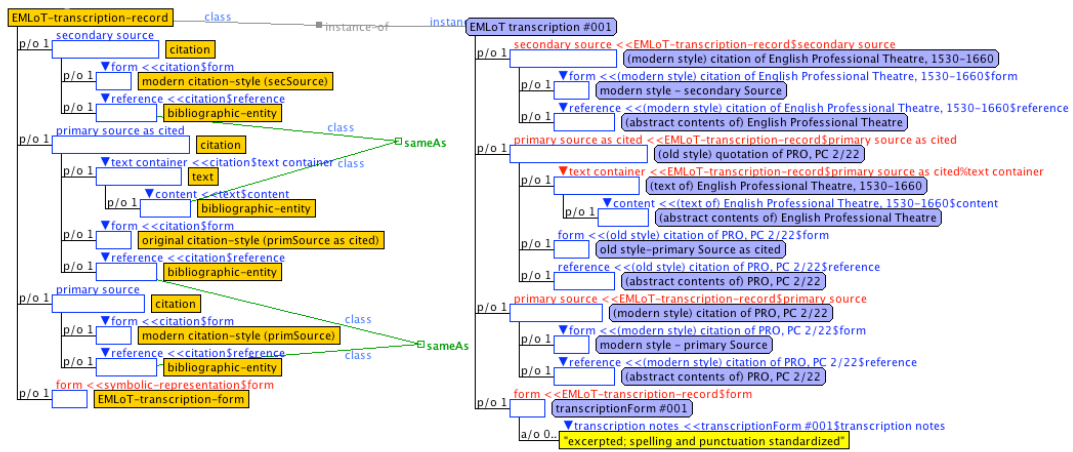 EMLoT-transcription-record
class
instance-of
instan
EMLoT transcription #001
secondary source
p/o 1
citation
▼form <<citation$form
p/o 1
modern citation-style (secSource)
▼reference <<citation$reference
p/o 1
bibliographic-entity
class
sameAs
primary source as cited
p/o 1
citation
▼text container <<citation$text container
class
p/o 1
text
▼content <<text$content
p/o 1
bibliographic-entity
▼form <<citation$form
p/o 1
original citation-style (primSource as cited)
▼reference <<citation$reference
p/o 1
bibliographic-entity
primary source
p/o 1
citation
class
▼form <<citation$form
p/o 1
modern citation-style (primSource)
sameAs
▼reference <<citation$reference
class
p/o 1
bibliographic-entity
form <<symbolic-representation$form
p/o 1
EMLoT-transcription-form
secondary source <<EMLoT-transcription-record$secondary source
p/o 1
(modern style) citation of English Professional Theatre, 1530-1660
▼form <<(modern style) citation of English Professional Theatre, 1530-1660$form
p/o 1
modern style - secondary Source
▼reference <<(modern style) citation of English Professional Theatre, 1530-1660$reference
p/o 1
(abstract contents of) English Professional Theatre
primary source as cited <<EMLoT-transcription-record$primary source as cited
p/o 1
(old style) quotation of PRO, PC 2/22
▼text container <<EMLoT-transcription-record$primary source as cited%text container
p/o 1
(text of) English Professional Theatre, 1530-1660
▼content <<(text of) English Professional Theatre, 1530-1660$content
p/o 1
(abstract contents of) English Professional Theatre
form <<(old style) citation of PRO, PC 2/22$form
p/o 1
old style-primary Source as cited
reference <<(old style) citation of PRO, PC 2/22$reference
p/o 1
(abstract contents of) PRO, PC 2/22
primary source <<EMLoT-transcription-record$primary source
p/o 1
(modern style) citation of PRO, PC 2/22
▼form <<(modern style) citation of PRO, PC 2/22$form
p/o 1
modern style - primary Source
▼reference <<(modern style) citation of PRO, PC 2/22$reference
p/o 1
(abstract contents of) PRO, PC 2/22
form <<EMLoT-transcription-record$form
p/o 1
transcriptionForm #001
▼transcription notes <<transcriptionForm #001$transcription notes
a/o 0..
"excerpted; spelling and punctuation standardized"